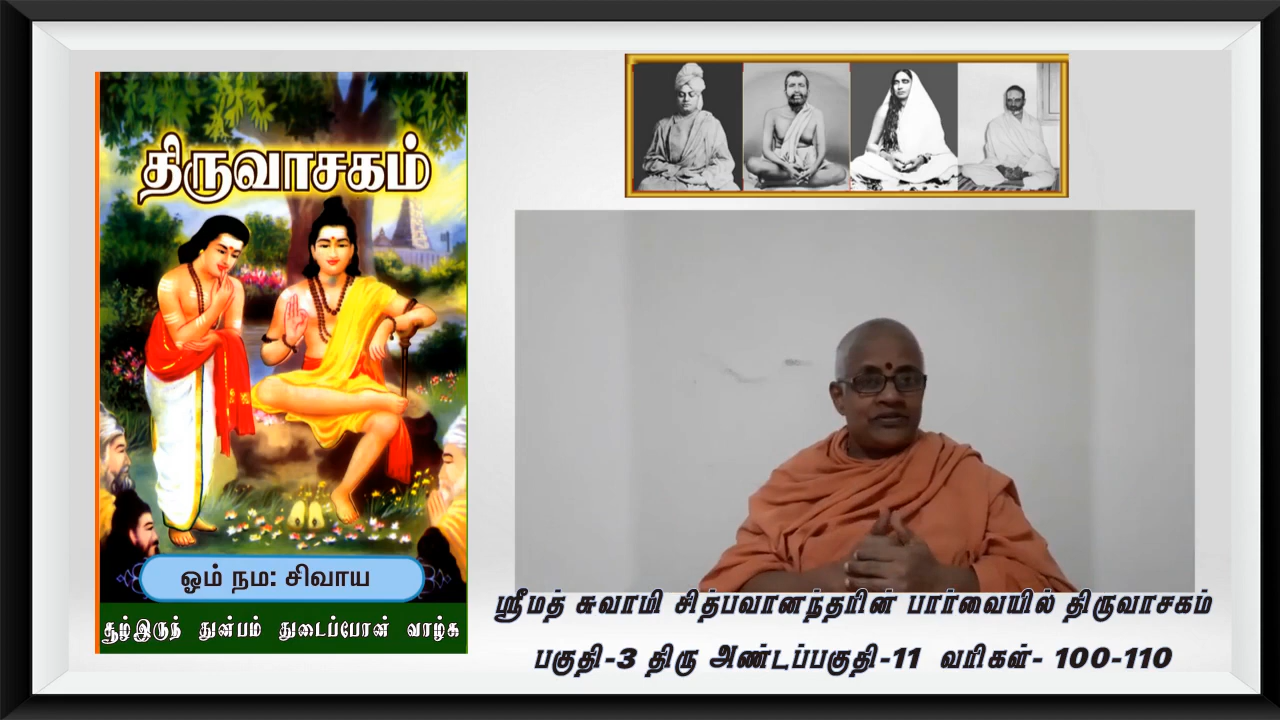 திருவாசகம்
ஓம் நம: சிவாய
சூழ்இருந் துன்பம் துடைப்போன் வாழ்க
ஸ்ரீமத் சுவாமி சித்பவானந்தரின் பார்வையில் திருவாசகம்
பகுதி-3 திரு அண்டப்பகுதி-11 வரிகள்- 100-110